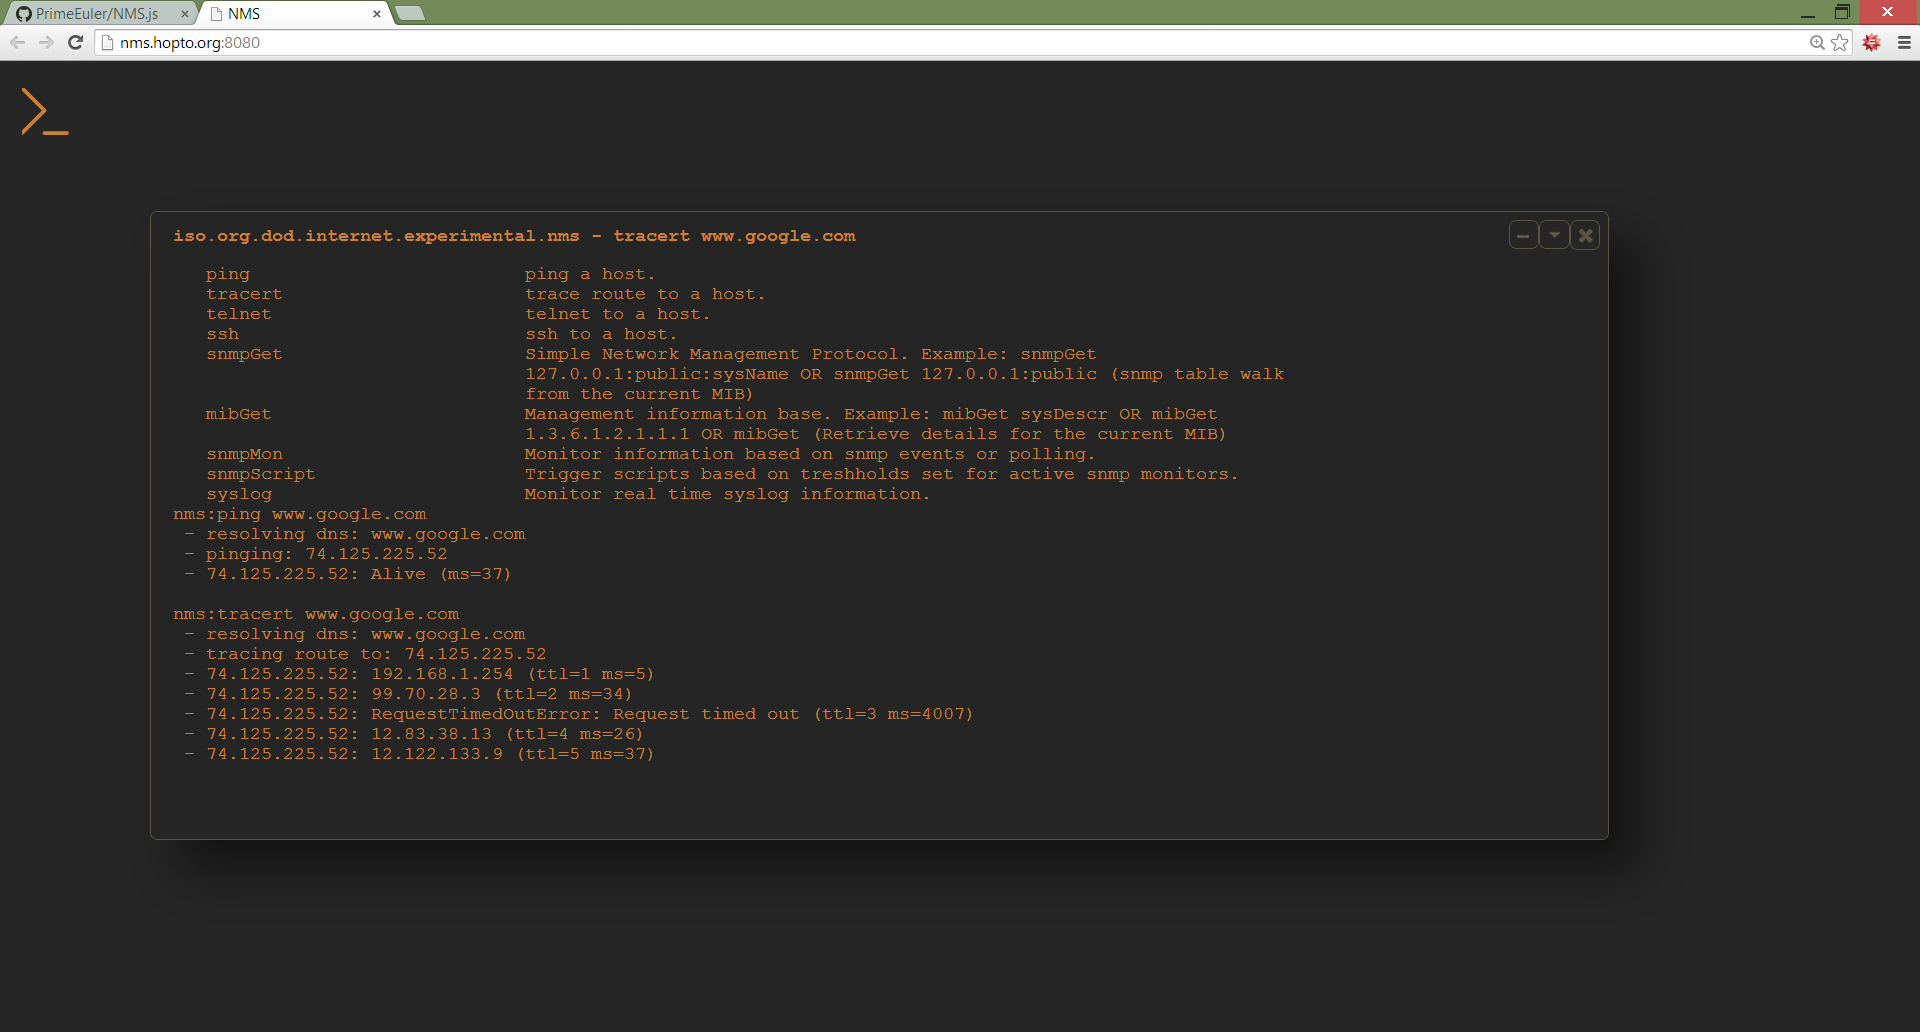 PrimeEuler/NMS.js
NMS
nms.hopto.org:8080
iso.org.dod.internet.experimental.nms - tracert www.google.com
ping ping a host.
tracert trace route to a host.
telnet telnet to a host.
ssh ssh to a host.
snmpGet Simple Network Management Protocol. Example: snmpGet
127.0.0.1:public:sysName OR snmpGet 127.0.0.1:public (snmp table walk
from the current MIB)
mibGet Management information base. Example: mibGet sysDescr OR mibGet
1.3.6.1.2.1.1.1 OR mibGet (Retrieve details for the current MIB)
snmpMon Monitor information based on snmp events or polling.
snmpScript Trigger scripts based on treshholds set for active snmp monitors.
syslog Monitor real time syslog information.
nms:ping www.google.com
- resolving dns: www.google.com
- pinging: 74.125.225.52
- 74.125.225.52: Alive (ms=37)
nms:tracert www.google.com
- resolving dns: www.google.com
- tracing route to: 74.125.225.52
- 74.125.225.52: 192.168.1.254 (ttl=1 ms=5)
- 74.125.225.52: 99.70.28.3 (ttl=2 ms=34)
- 74.125.225.52: RequestTimedOutError: Request timed out (ttl=3 ms=4007)
- 74.125.225.52: 12.83.38.13 (ttl=4 ms=26)
- 74.125.225.52: 12.122.133.9 (ttl=5 ms=37)